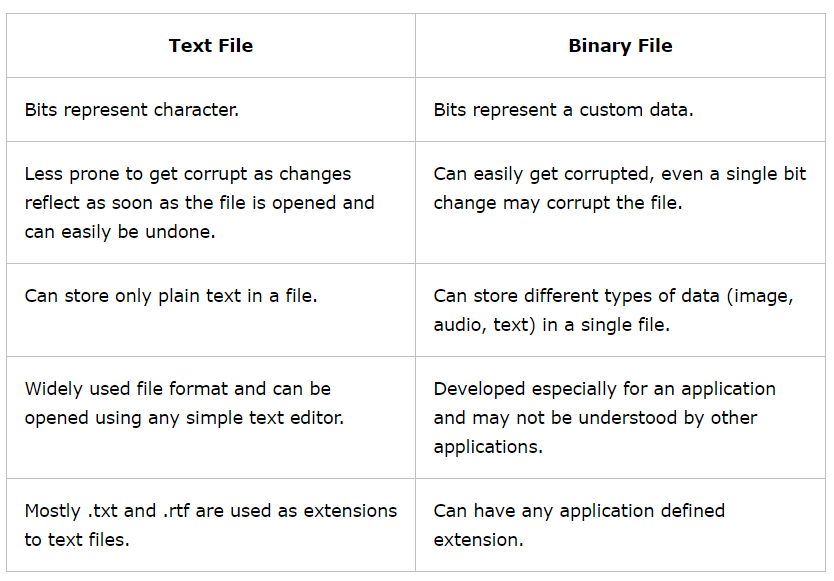 Text File
Binary File
Bits represent character.
Bits represent a custom data.
Less prone to get corrupt as changes
reflect as soon as the file is opened and
can easily be undone.
Can easily get corrupted, even a single bit
change may corrupt the file.
Can store only plain text in a file.
Can store different types of data (image,
audio, text) in a single file.
Widely used file format and can be
opened using any simple text editor.
Developed especially for an application
and may not be understood by other
applications.
Mostly .txt and .rtf are used as extensions
to text files.
Can have any application defined
extension.